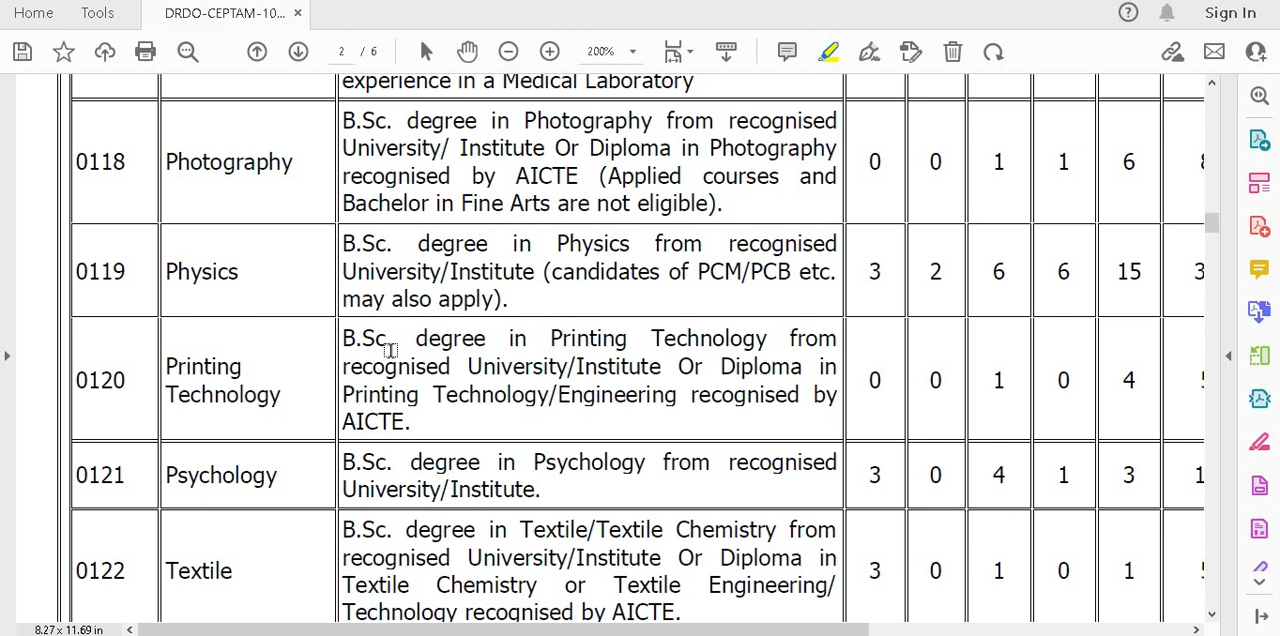 Home Tools DRDO-CEPTAM-10... × Sign In
2 / 6 200%
experience in a Medical Laboratory
B.Sc. degree in Photography from recognised
University/ Institute Or Diploma in Photography
0118 Photography 0 0 1 1 6
recognised by AICTE (Applied courses and
Bachelor in Fine Arts are not eligible).
B.Sc. degree in Physics from recognised
0119 Physics University/Institute (candidates of PCM/PCB etc. 3 2 6 6 15 3
may also apply).
B.Sc. degree in Printing Technology from
Printing recognised University/Institute Or Diploma in
0120 0 0 1 0 4
Technology Printing Technology/Engineering recognised by
AICTE.
B.Sc. degree in Psychology from recognised
0121 Psychology 3 0 4 1 3 1
University/Institute.
B.Sc. degree in Textile/Textile Chemistry from
recognised University/Institute Or Diploma in
0122 Textile 3 0 1 0 1
Textile Chemistry or Textile Engineering/
Technology recognised by AICTE.
8.27 x 11.69 in